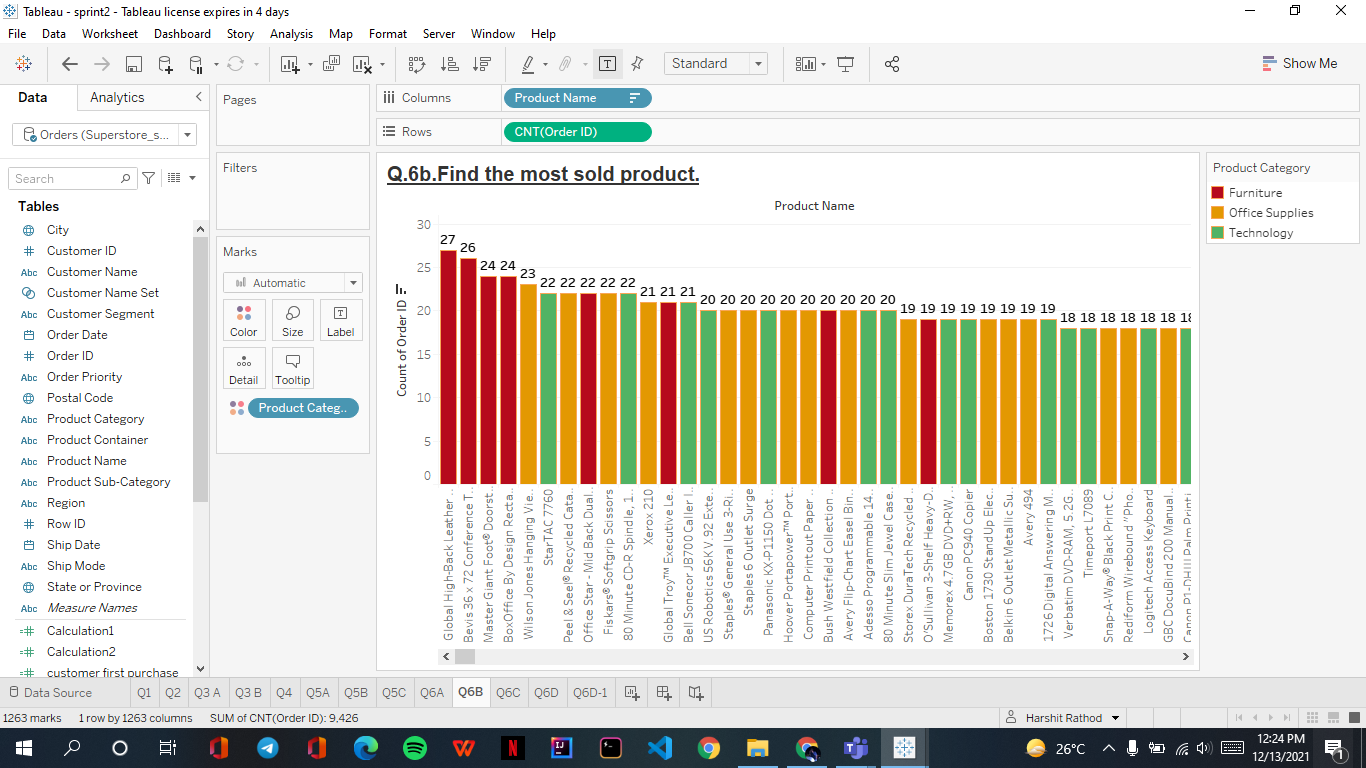 Tableau - sprint2 - Tableau license expires in 4 days
File Data Worksheet Dashboard Story Analysis Map Format Server Window Help
Standard
Show Me
Data Analytics
Orders (Superstore_s...
Search
Tables
City
Customer ID
Abc Customer Name
Customer Name Set
Abc Customer Segment
Order Date
Order ID
Abc Order Priority
Postal Code
Abc Product Category
Abc Product Container
Abc Product Name
Abc Product Sub-Category
Abc Region
Row ID
Ship Date
Abc Ship Mode
State or Province
Abc Measure Names
Calculation1
Calculation2
customer first purchase
Pages
Filters
Marks
Automatic
Color Size Label
Detail Tooltip
Product Categ..
Columns Product Name
Rows CNT(Order ID)
Q.6b.Find the most sold product.
Product Name
Count of Order ID
30
25
20
15
10
5
0
27 26 24 24 23 22 22 22 22 22 21 21 21 20 20 20 20 20 20 20 20 20 20 19 19 19 19 19 19 19 19 18 18 18 18 18 18 18
Global High-Back Leather ..
Bevis 36 x 72 Conference T..
Master Giant Foot® Doorst..
BoxOffice By Design Recta..
Wilson Jones Hanging Vie..
StarTAC 7760
Peel & Seel® Recycled Cata..
Office Star - Mid Back Dual..
Fiskars® Softgrip Scissors
80 Minute CD-R Spindle, 1..
Xerox 210
Global Troy™ Executive Le..
Bell Sonecor JB700 Caller I..
US Robotics 56K V.92 Exte..
Staples® General Use 3-Ri..
Staples 6 Outlet Surge
Panasonic KX-P1150 Dot ..
Hoover Portapower™ Port..
Computer Printout Paper ..
Bush Westfield Collection ..
Avery Flip-Chart Easel Bin..
Adesso Programmable 14..
80 Minute Slim Jewel Case..
Storex DuraTech Recycled ..
O'Sullivan 3-Shelf Heavy-D..
Memorex 4.7GB DVD+RW, ..
Canon PC940 Copier
Boston 1730 StandUp Elec..
Belkin 6 Outlet Metallic Su..
Avery 494
1726 Digital Answering M..
Verbatim DVD-RAM, 5.2G..
Timeport L7089
Snap-A-Way® Black Print C..
Rediform Wirebound "Pho..
Logitech Access Keyboard
GBC DocuBind 200 Manual..
Canon P1-DHIII Palm Printi..
Product Category
Furniture
Office Supplies
Technology
Data Source Q1 Q2 Q3 A Q3 B Q4 Q5A Q5B Q5C Q6A Q6B Q6C Q6D Q6D-1
1263 marks 1 row by 1263 columns SUM of CNT(Order ID): 9,426
Harshit Rathod
26°C
12:24 PM
12/13/2021
1